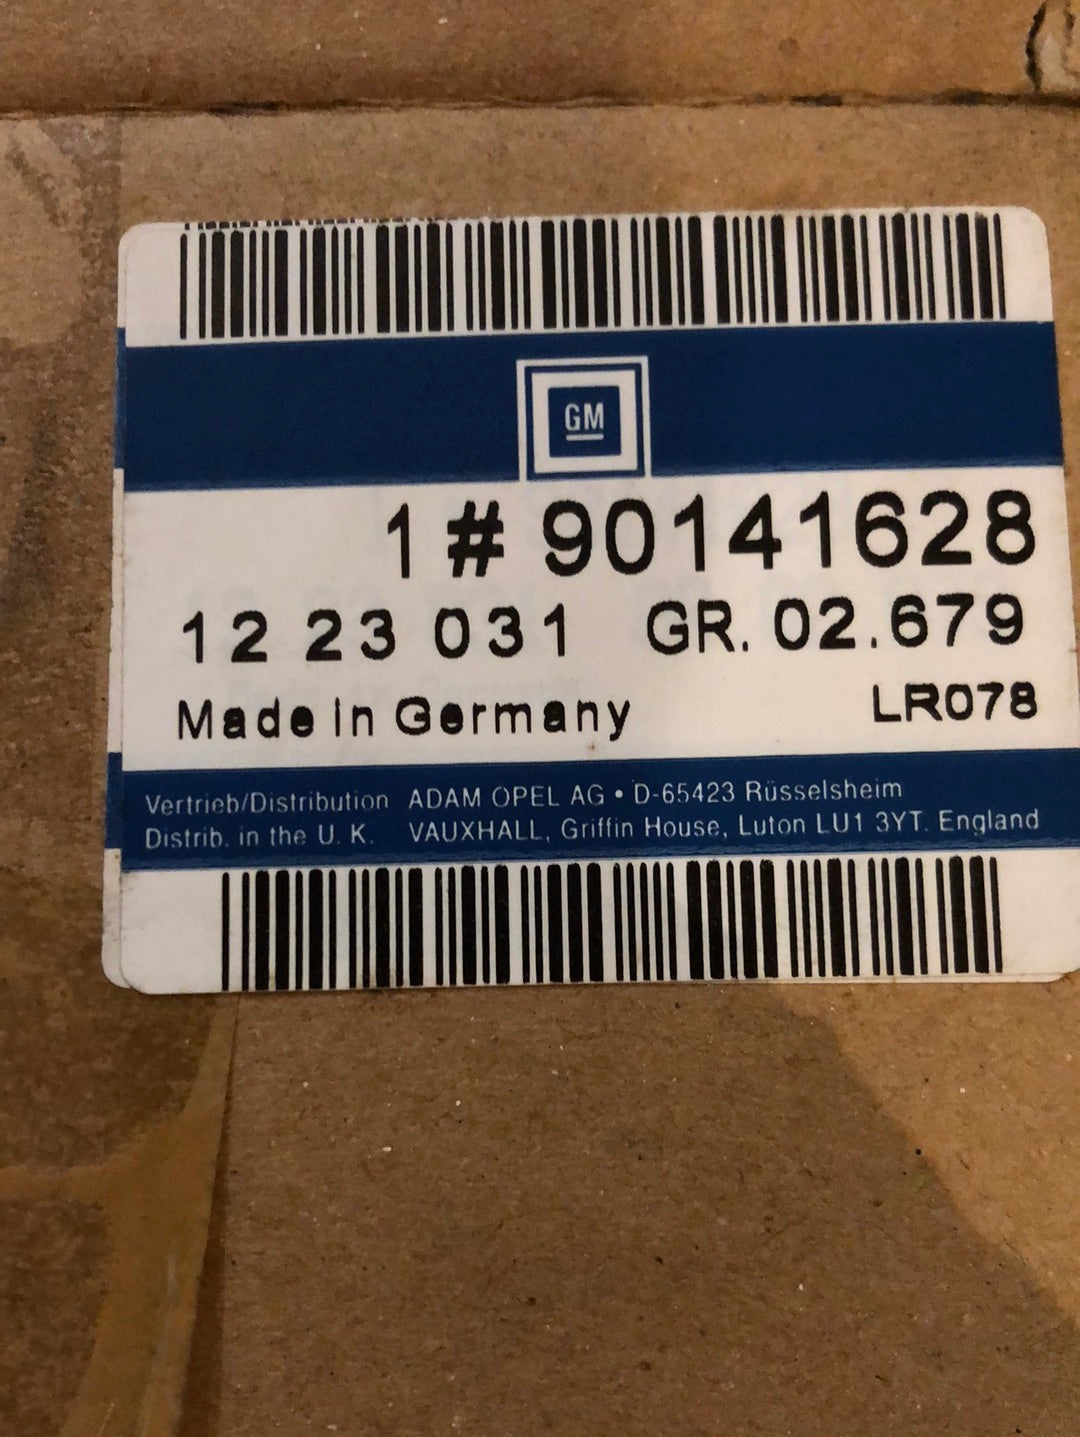 GM
1 # 90141628
12 23 031 GR. 02.679
Made in Germany LR078
Vertrieb/Distribution ADAM OPEL AG • D-65423 Rüsselsheim
Distrib. in the U. K. VAUXHALL, Griffin House, Luton LU1 3YT. England